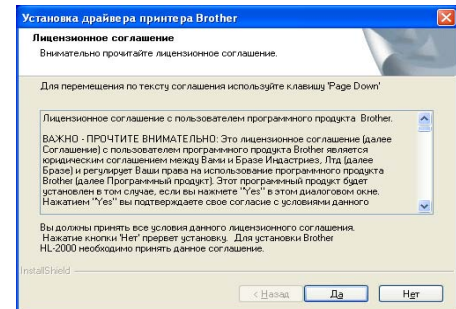 Установка драйвера принтера Brother
Лицензионное соглашение
Внимательно прочитайте лицензионное соглашение.
Для перемещения по тексту соглашения используйте клавишу 'Page Down'
Лицензионное соглашение с пользователем программного продукта Brother.
ВАЖНО - ПРОЧТИТЕ ВНИМАТЕЛЬНО: Это лицензионное соглашение (далее
Соглашение) с пользователем программного продукта Brother является
юридическим соглашением между Вами и Бразе Индастриез, Лтд (далее
Бразе) и регулирует Ваши права на использование программного продукта
Brother (далее Программный продукт). Этот программный продукт будет
установлен в том случае, если вы нажмете "Yes" в этом диалоговом окне.
Нажатием "Yes" вы подтверждаете свое согласие с условиями данного
Вы должны принять все условия данного лицензионного соглашения.
Нажатие кнопки 'Нет' прервет установку. Для установки Brother
HL-2000 необходимо принять данное соглашение.
InstallShield
< Назад Да Нет